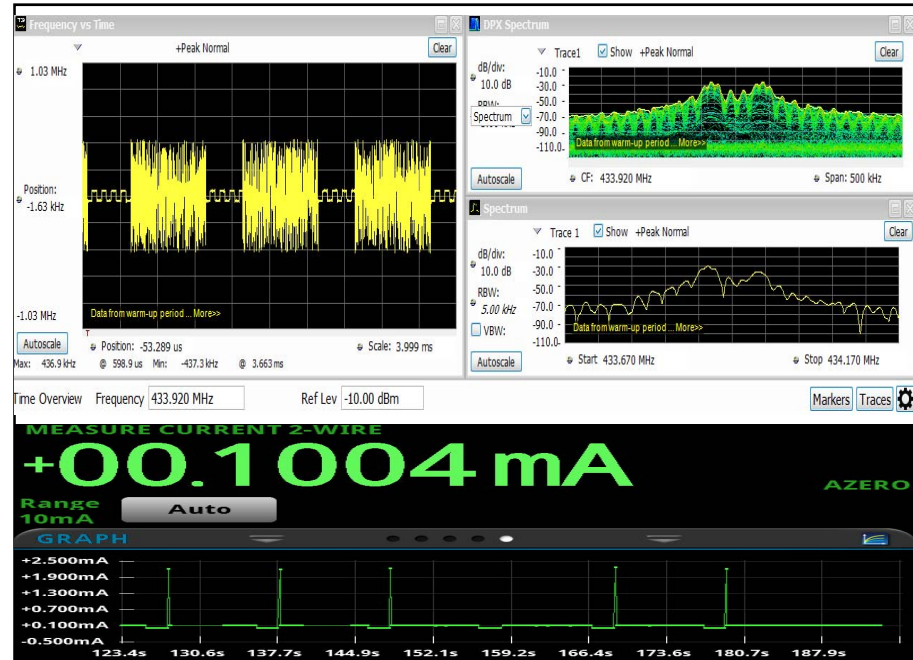 Frequency vs Time
+Peak Normal
Clear
1.03 MHz
Position:
-1.63 kHz
-1.03 MHz
Data from warm-up period ... More>>
T
Autoscale
Position: -53.289 us
Scale: 3.999 ms
Max: 436.9 kHz @ 598.9 us Min: -437.3 kHz @ 3.663 ms
DPX Spectrum
Trace1 Show +Peak Normal
Clear
dB/div:
10.0 dB
RBW:
Spectrum
-10.0
-30.0
-50.0
-70.0
-90.0
-110.0
Data from warm-up period ... More>>
Autoscale
CF: 433.920 MHz
Span: 500 kHz
Spectrum
Trace 1 Show +Peak Normal
Clear
dB/div:
10.0 dB
RBW:
5.00 kHz
VBW:
-10.0
-30.0
-50.0
-70.0
-90.0
-110.0
Data from warm-up period ... More>>
Autoscale
Start 433.670 MHz
Stop 434.170 MHz
Time Overview Frequency 433.920 MHz Ref Lev -10.00 dBm Markers Traces
MEASURE CURRENT 2-WIRE
+00.1004 mA
AZERO
Range
10mA
Auto
GRAPH
+2.500mA
+1.900mA
+1.300mA
+0.700mA
+0.100mA
-0.500mA
123.4s 130.6s 137.7s 144.9s 152.1s 159.2s 166.4s 173.6s 180.7s 187.9s